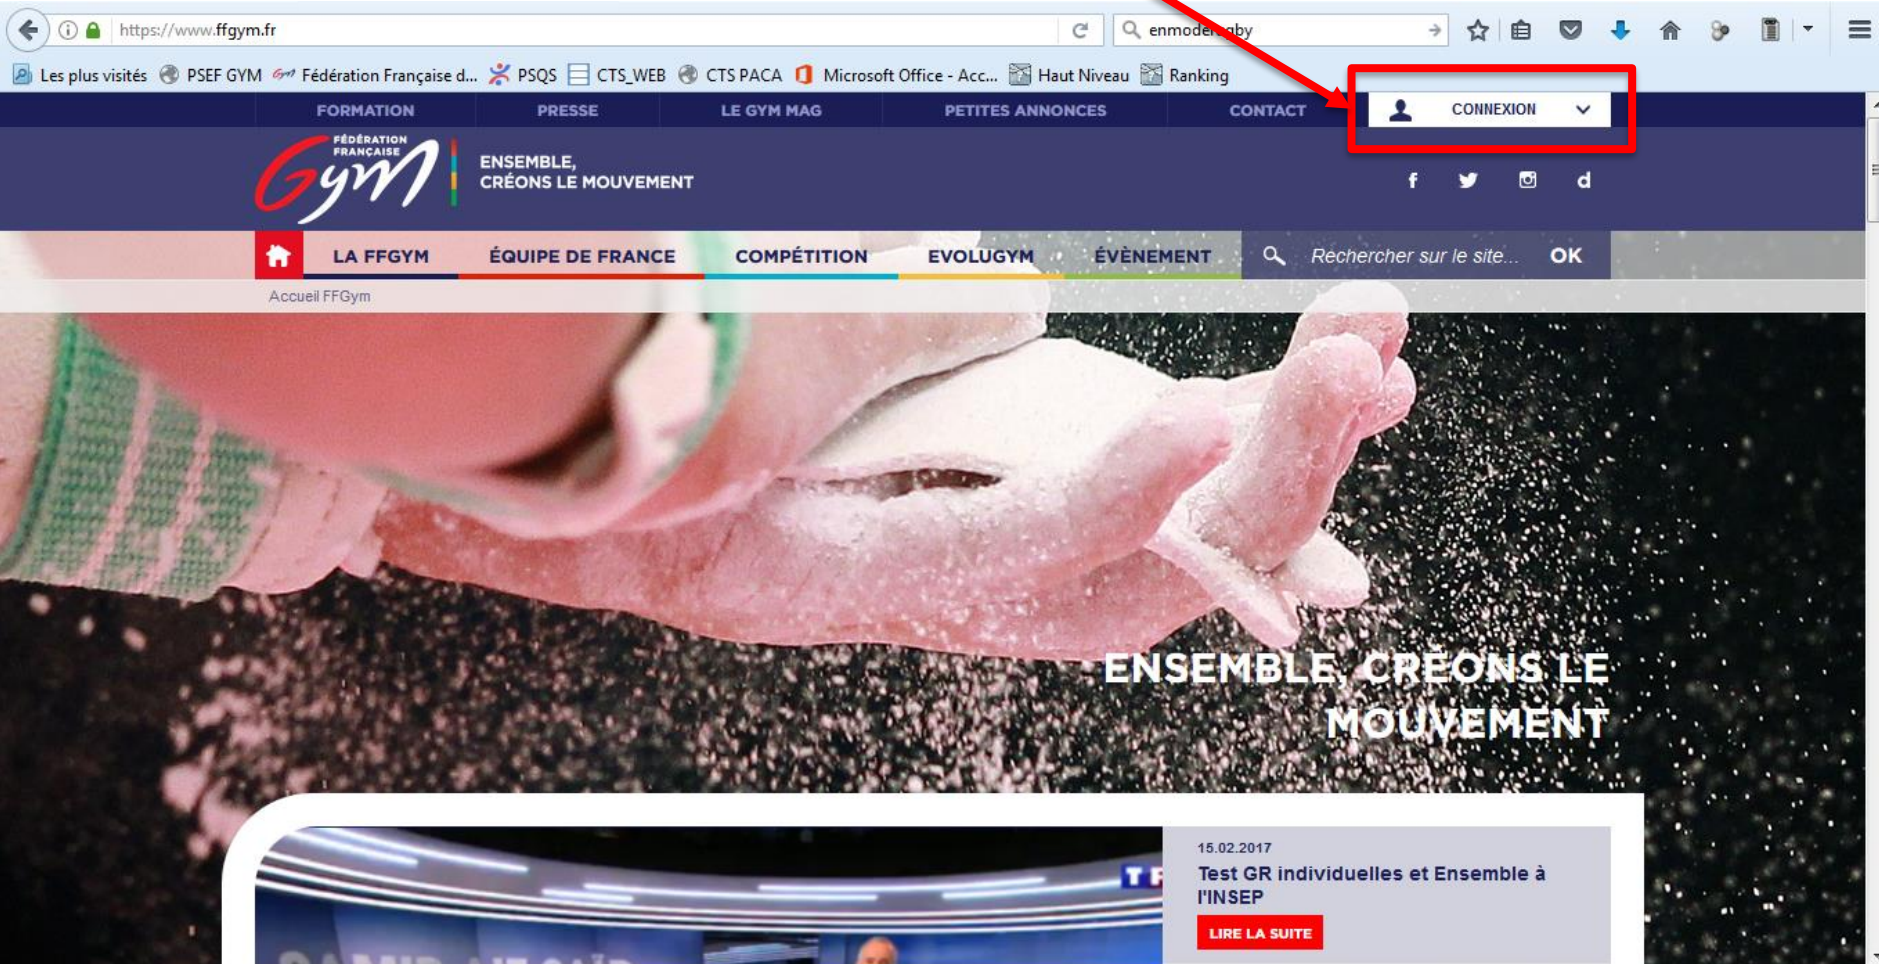 https://www.ffgym.fr
Les plus visités PSEF GYM Fédération Française d... PSQS CTS_WEB CTS PACA Microsoft Office - Acc... Haut Niveau Ranking
FORMATION PRESSE LE GYM MAG PETITES ANNONCES CONTACT CONNEXION
FÉDÉRATION
FRANÇAISE
Gym
ENSEMBLE,
CRÉONS LE MOUVEMENT
f d
LA FFGYM ÉQUIPE DE FRANCE COMPÉTITION EVOLUGYM ÉVÈNEMENT Rechercher sur le site... OK
Accueil FFGym
ENSEMBLE, CRÉONS LE
MOUVEMENT
15.02.2017
Test GR individuelles et Ensemble à
l'INSEP
LIRE LA SUITE